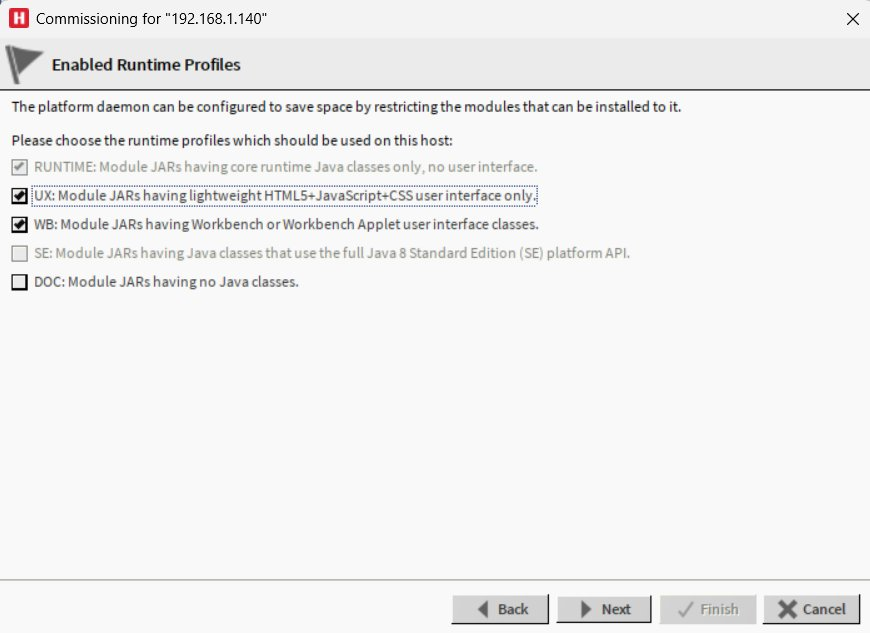 H Commissioning for "192.168.1.140"
Enabled Runtime Profiles
The platform daemon can be configured to save space by restricting the modules that can be installed to it.
Please choose the runtime profiles which should be used on this host:
RUNTIME: Module JARs having core runtime Java classes only, no user interface.
UX: Module JARs having lightweight HTML5+JavaScript+CSS user interface only.
WB: Module JARs having Workbench or Workbench Applet user interface classes.
SE: Module JARs having Java classes that use the full Java 8 Standard Edition (SE) platform API.
DOC: Module JARs having no Java classes.
Back Next Finish Cancel